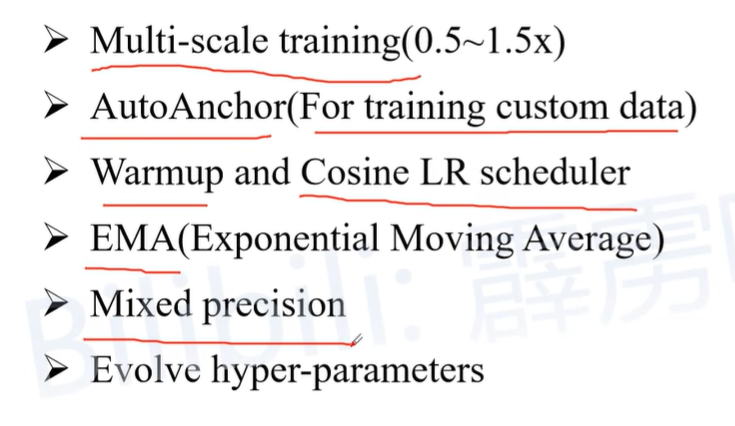 Multi-scale training(0.5~1.5x)
AutoAnchor(For training custom data)
Warmup and Cosine LR scheduler
EMA(Exponential Moving Average)
Mixed precision
Evolve hyper-parameters
Bilibili: 霹雳